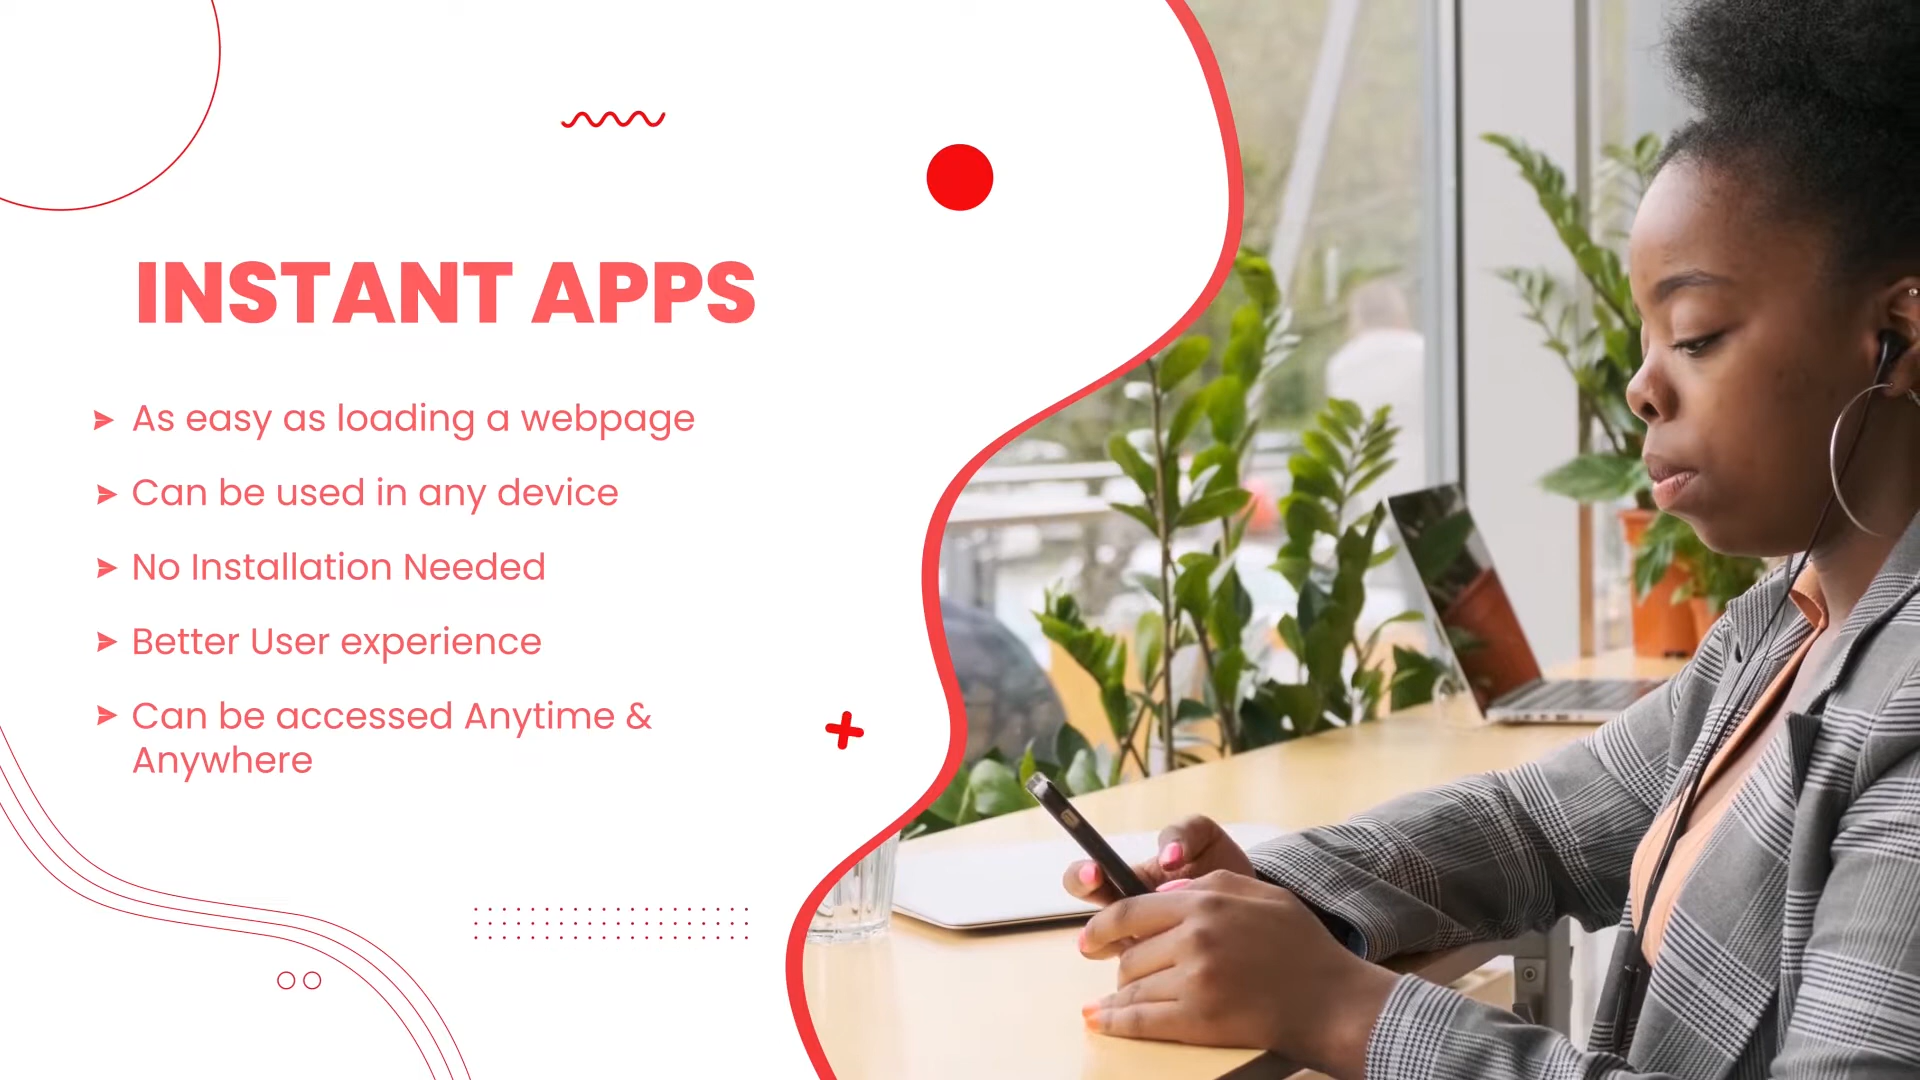 INSTANT APPS
As easy as loading a webpage
Can be used in any device
No Installation Needed
Better User experience
Can be accessed Anytime &
Anywhere